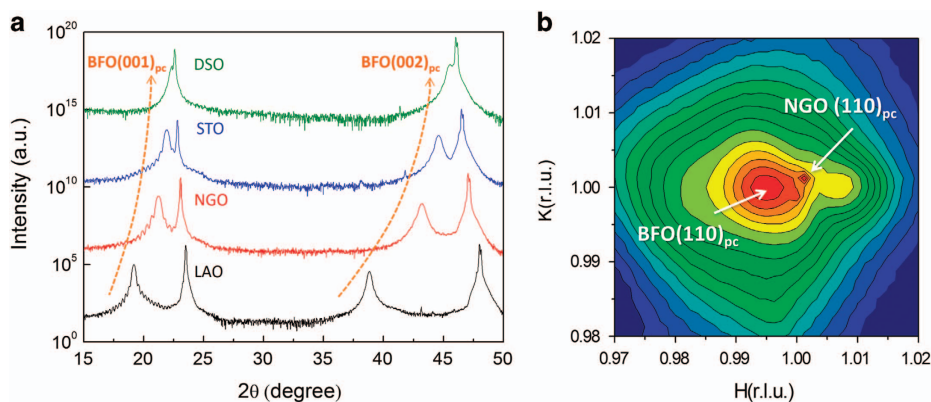 a
Intensity (a.u.)
10^20
10^15
10^10
10^5
10^0
BFO(001)pc
DSO
BFO(002)pc
STO
NGO
LAO
15 20 25 30 35 40 45 50
2θ (degree)
b
K(r.l.u.)
1.02
1.01
1.00
0.99
0.98
NGO (110)pc
BFO(110)pc
0.97 0.98 0.99 1.00 1.01 1.02
H(r.l.u.)